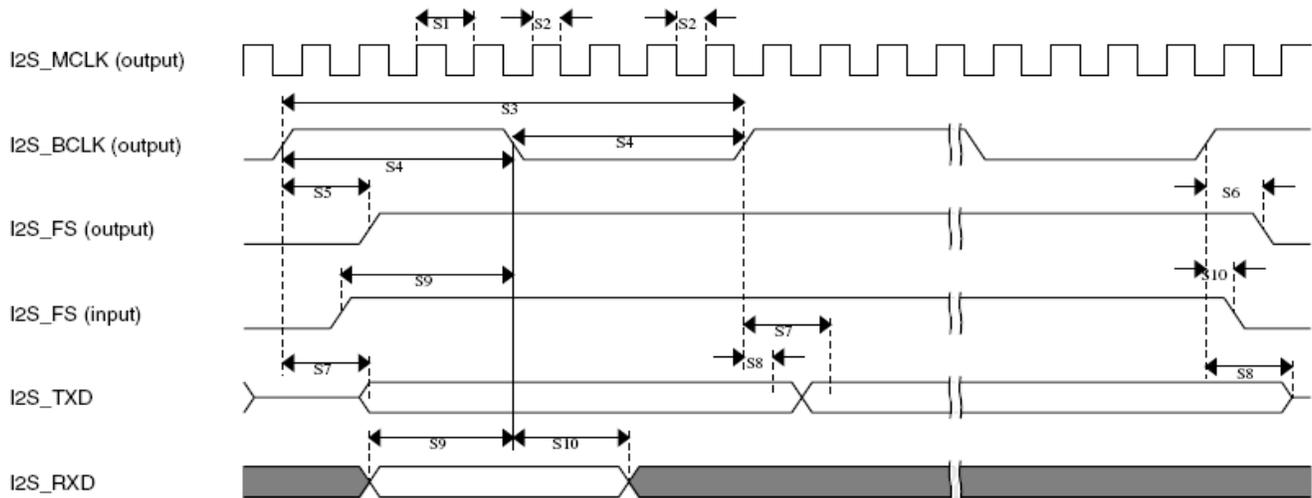 S1
S2
S2
I2S_MCLK (output)
S3
I2S_BCLK (output)
S4
S4
S5
S6
I2S_FS (output)
S9
S10
I2S_FS (input)
S7
S8
S7
S8
I2S_TXD
S9
S10
I2S_RXD